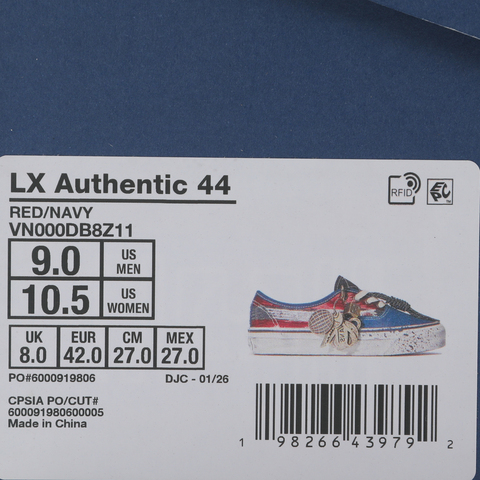 LX Authentic 44
RFID
RED/NAVY
VN000DB8Z11
9.0 US MEN
10.5 US WOMEN
UK EUR CM MEX
8.0 42.0 27.0 27.0
PO#6000919806 DJC - 01/26
CPSIA PO/CUT#
600091980600005
Made in China
1 98266 43979 2